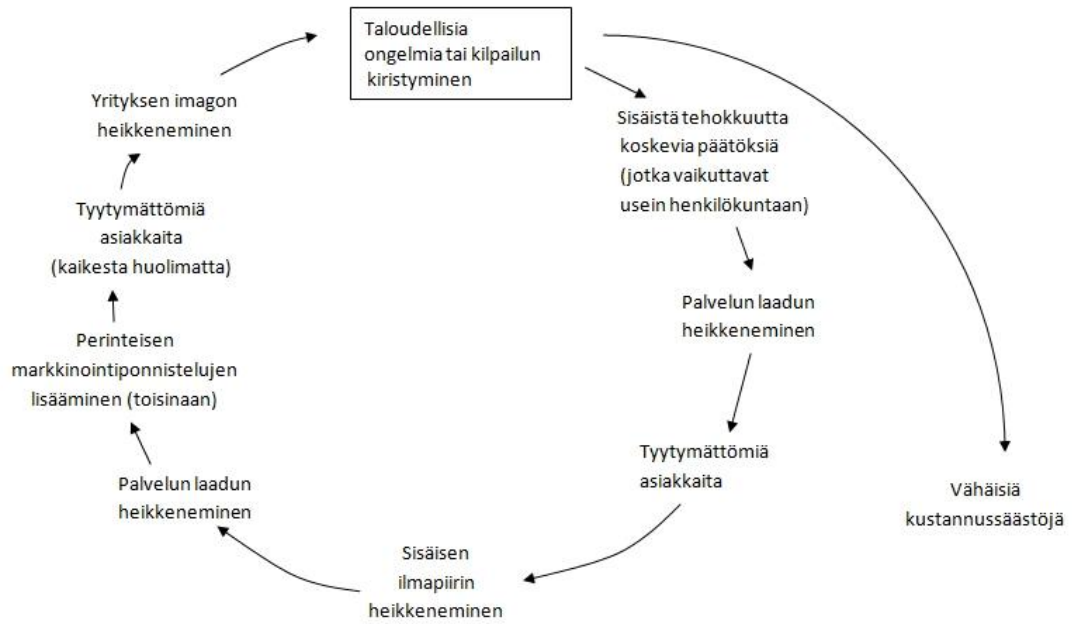 Taloudellisia
ongelmia tai kilpailun
kiristyminen
Sisäistä tehokkuutta
koskevia päätöksiä
(jotka vaikuttavat
usein henkilökuntaan)
Palvelun laadun
heikkeneminen
Tyytymättömiä
asiakkaita
Sisäisen
ilmapiirin
heikkeneminen
Palvelun laadun
heikkeneminen
Perinteisen
markkinointiponnistelujen
lisääminen (toisinaan)
Tyytymättömiä
asiakkaita
(kaikesta huolimatta)
Yrityksen imagon
heikkeneminen
Vähäisiä
kustannussäästöjä